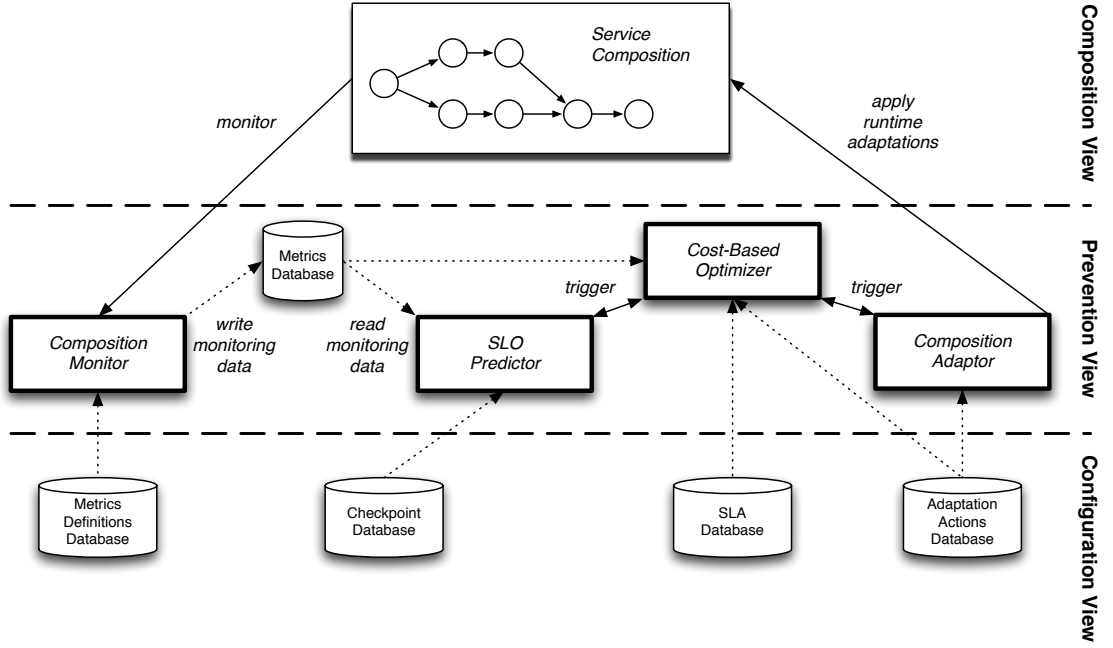 Service
Composition
Composition View
monitor
apply
runtime
adaptations
Metrics
Database
Cost-Based
Optimizer
Prevention View
trigger
trigger
Composition
Monitor
write
monitoring
data
read
monitoring
data
SLO
Predictor
Composition
Adaptor
Metrics
Definitions
Database
Checkpoint
Database
SLA
Database
Adaptation
Actions
Database
Configuration View